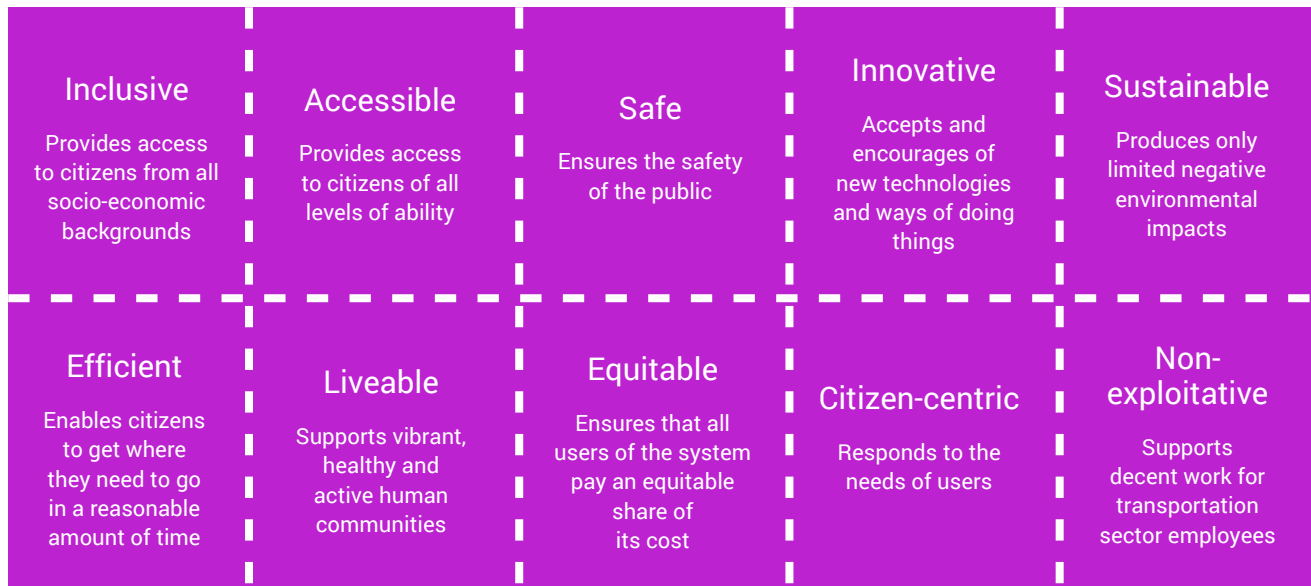 Inclusive
Provides access
to citizens from all
socio-economic
backgrounds
Accessible
Provides access
to citizens of all
levels of ability
Safe
Ensures the safety
of the public
Innovative
Accepts and
encourages of
new technologies
and ways of doing
things
Sustainable
Produces only
limited negative
environmental
impacts
Efficient
Enables citizens
to get where
they need to go
in a reasonable
amount of time
Liveable
Supports vibrant,
healthy and
active human
communities
Equitable
Ensures that all
users of the system
pay an equitable
share of
its cost
Citizen-centric
Responds to the
needs of users
Non-
exploitative
Supports
decent work for
transportation
sector employees